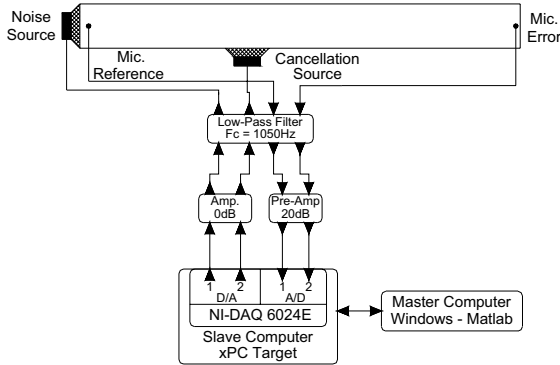 Noise
Source
Mic.
Reference
Cancellation
Source
Mic.
Error
Low-Pass Filter
Fc = 1050Hz
Amp.
0dB
Pre-Amp
20dB
1 2
D/A
1 2
A/D
NI-DAQ 6024E
Slave Computer
xPC Target
Master Computer
Windows - Matlab